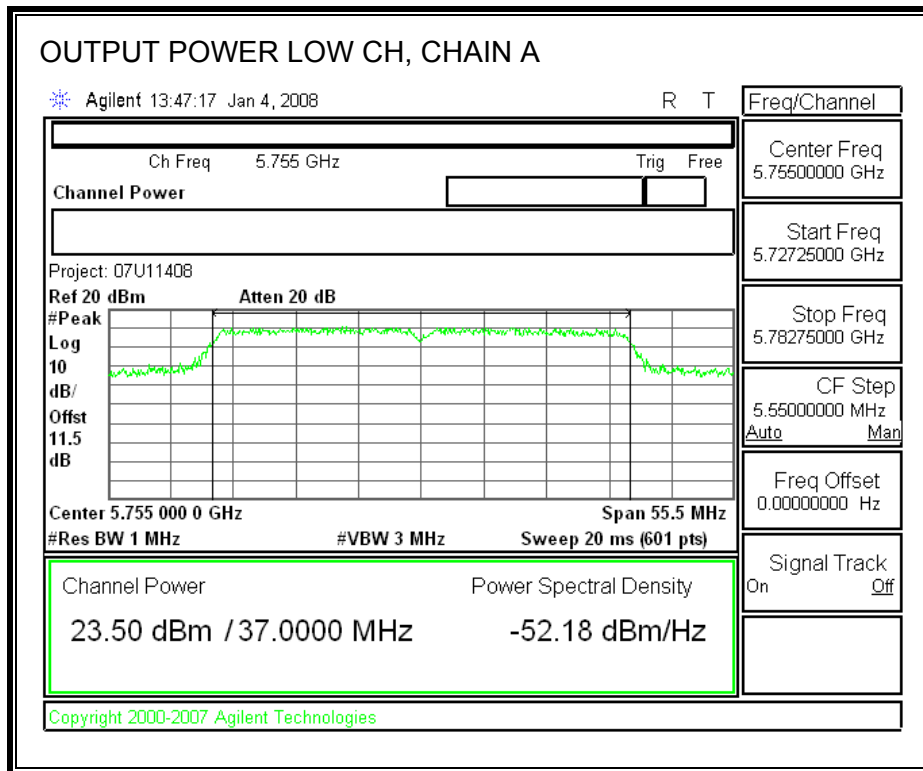 OUTPUT POWER LOW CH, CHAIN A
Agilent 13:47:17 Jan 4, 2008 R T
Freq/Channel
Ch Freq 5.755 GHz Trig Free
Channel Power
Center Freq
5.75500000 GHz
Start Freq
5.72725000 GHz
Stop Freq
5.78275000 GHz
CF Step
5.55000000 MHz
Auto Man
Freq Offset
0.00000000 Hz
Signal Track
On Off
Project: 07U11408
Ref 20 dBm Atten 20 dB
#Peak
Log
10
dB/
Offst
11.5
dB
Center 5.755 000 0 GHz Span 55.5 MHz
#Res BW 1 MHz #VBW 3 MHz Sweep 20 ms (601 pts)
Channel Power Power Spectral Density
23.50 dBm / 37.0000 MHz -52.18 dBm/Hz
Copyright 2000-2007 Agilent Technologies